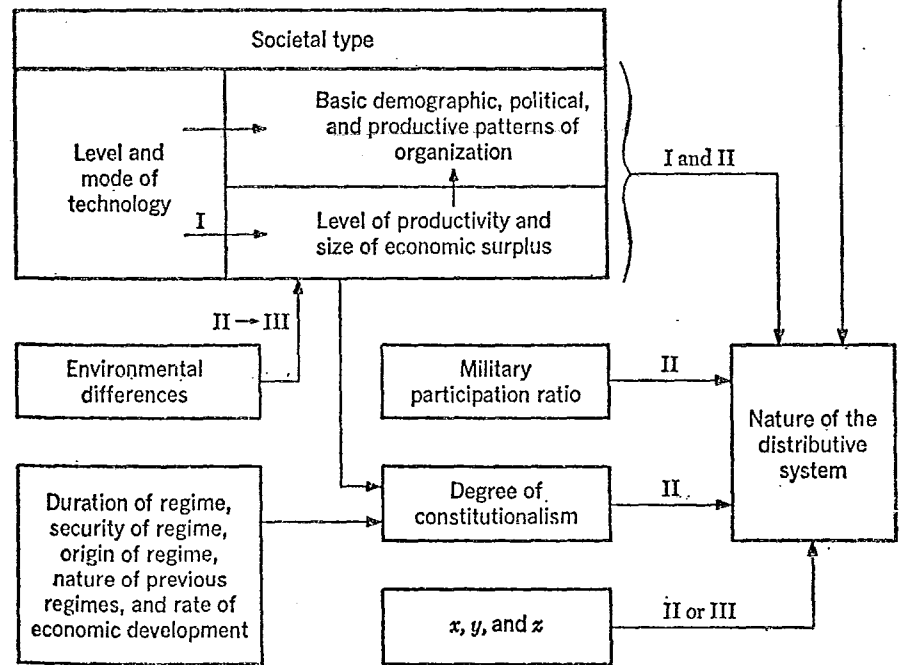 Societal type
Level and
mode of
technology
I
Basic demographic, political,
and productive patterns of
organization
Level of productivity and
size of economic surplus
I and II
II → III
Environmental
differences
Military
participation ratio
II
Nature of the
distributive
system
Duration of regime,
security of regime,
origin of regime,
nature of previous
regimes, and rate of
economic development
Degree of
constitutionalism
II
x, y, and z
II or III